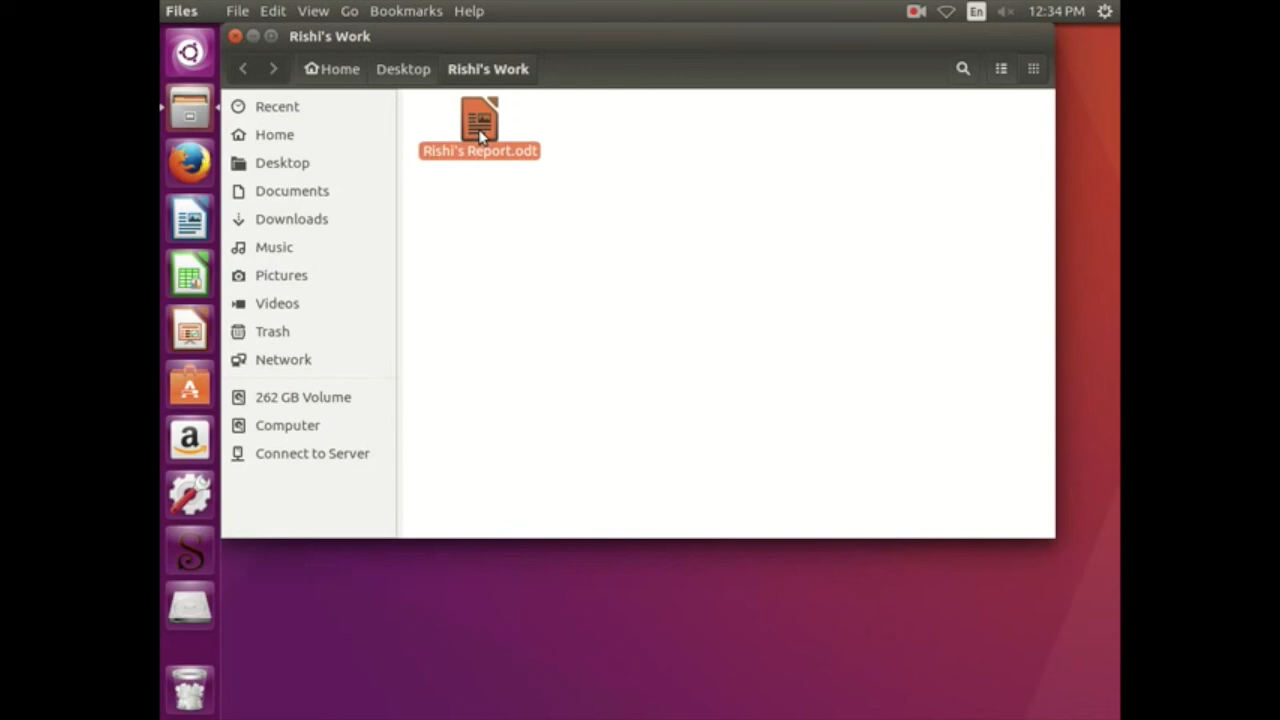 Files File Edit View Go Bookmarks Help En 12:34 PM
Rishi's Work
Home Desktop Rishi's Work
Recent
Home
Desktop
Documents
Downloads
Music
Pictures
Videos
Trash
Network
262 GB Volume
Computer
Connect to Server
Rishi's Report.odt